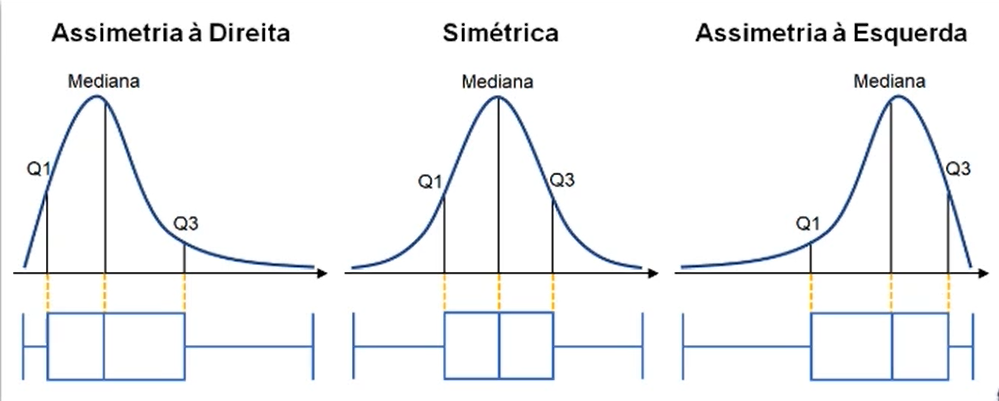 Assimetria à Direita
Simétrica
Assimetria à Esquerda
Mediana
Mediana
Mediana
Q1
Q3
Q1
Q3
Q1
Q3